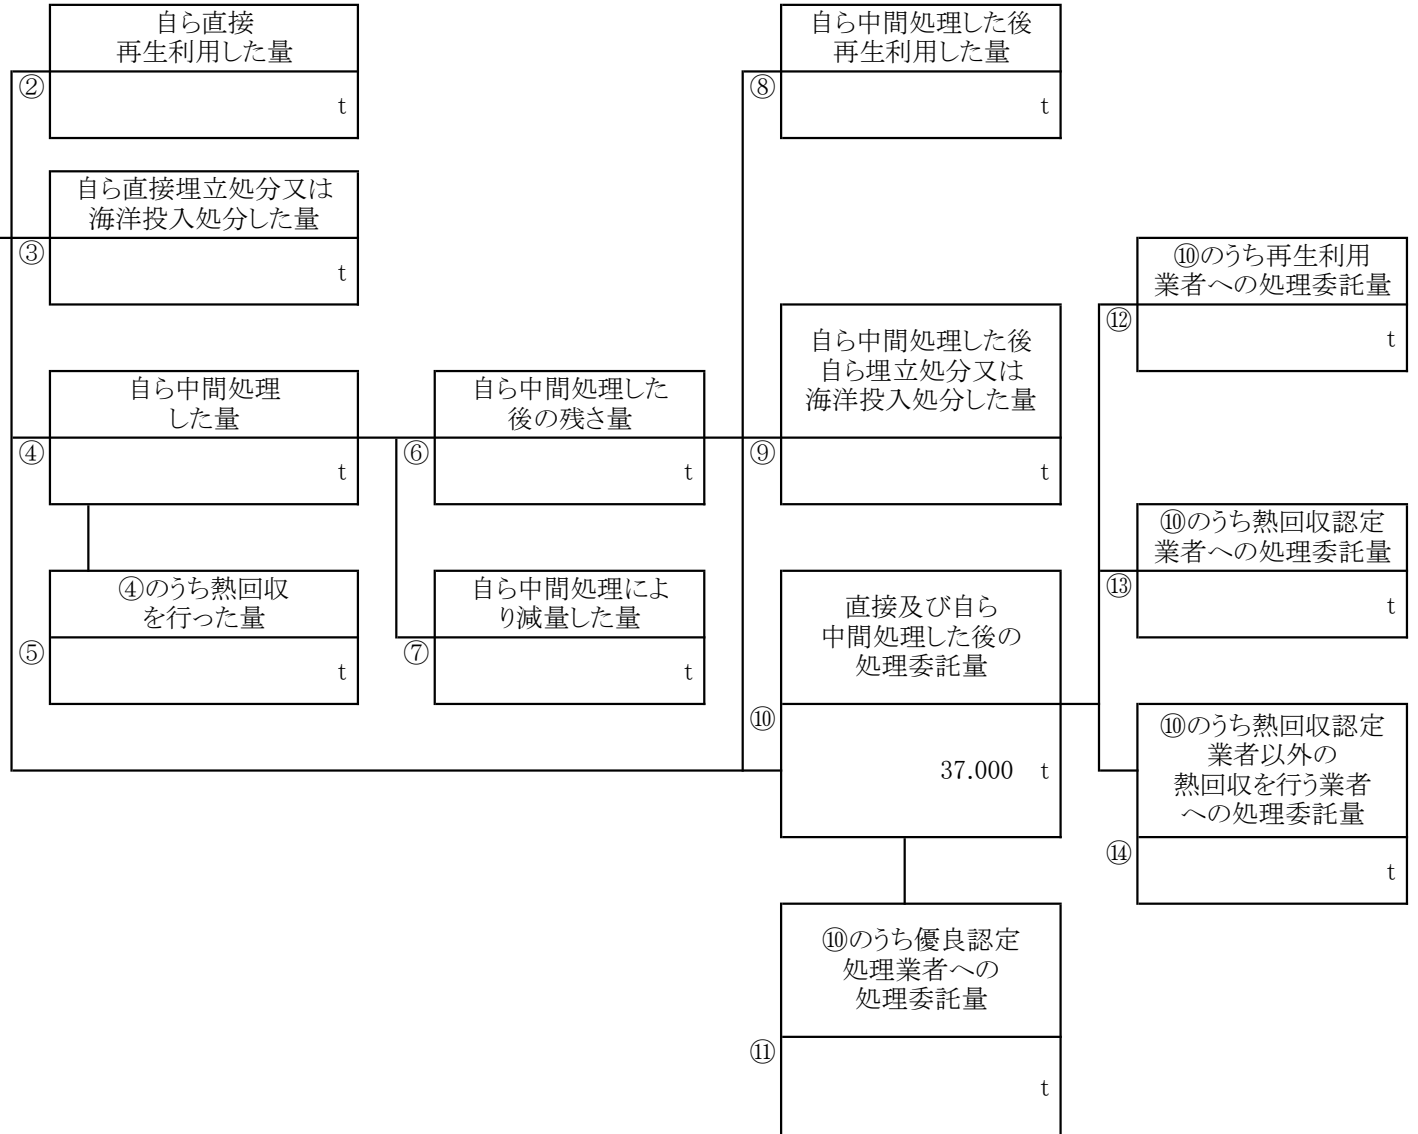 自ら直接
再生利用した量
②
t
自ら直接埋立処分又は
海洋投入処分した量
③
t
自ら中間処理
した量
④
t
④のうち熱回収
を行った量
⑤
t
自ら中間処理した
後の残さ量
⑥
t
自ら中間処理によ
り減量した量
⑦
t
自ら中間処理した後
再生利用した量
⑧
t
自ら中間処理した後
自ら埋立処分又は
海洋投入処分した量
⑨
t
直接及び自ら
中間処理した後の
処理委託量
⑩
37.000 t
⑩のうち優良認定
処理業者への
処理委託量
⑪
t
⑩のうち再生利用
業者への処理委託量
⑫
t
⑩のうち熱回収認定
業者への処理委託量
⑬
t
⑩のうち熱回収認定
業者以外の
熱回収を行う業者
への処理委託量
⑭
t